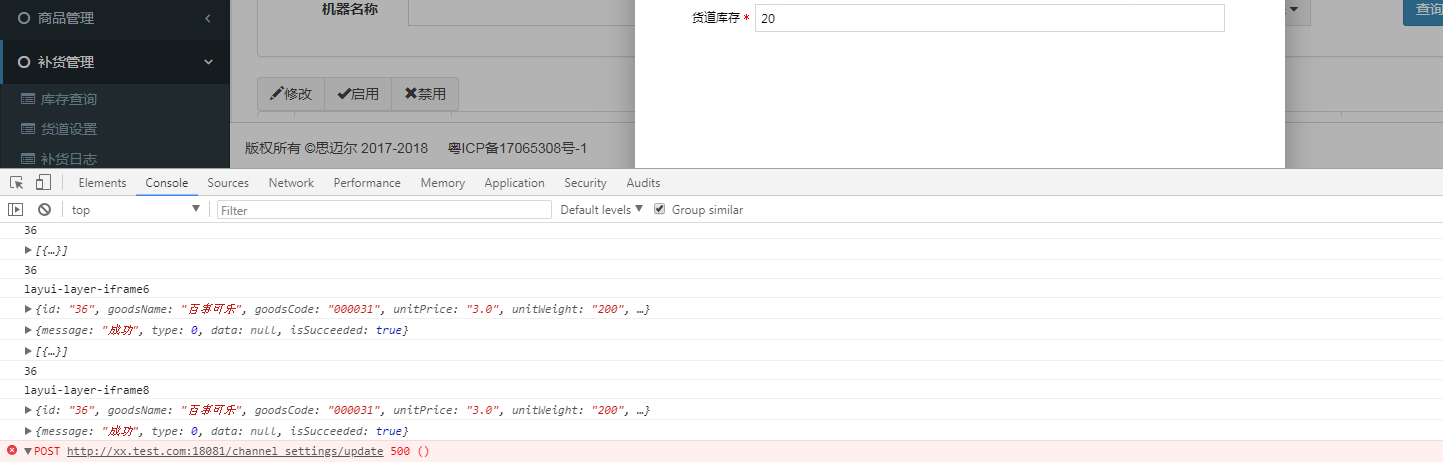 商品管理
机器名称
货道库存 * 20
查询
补货管理
库存查询
修改 启用 禁用
货道设置
版权所有 ©思迈尔 2017-2018 粤ICP备17065308号-1
补货日志
Elements Console Sources Network Performance Memory Application Security Audits
top Filter Default levels Group similar
36
[{…}]
36
layui-layer-iframe6
{id: "36", goodsName: "百事可乐", goodsCode: "000031", unitPrice: "3.0", unitWeight: "200", …}
{message: "成功", type: 0, data: null, isSucceeded: true}
[{…}]
36
layui-layer-iframe8
{id: "36", goodsName: "百事可乐", goodsCode: "000031", unitPrice: "3.0", unitWeight: "200", …}
{message: "成功", type: 0, data: null, isSucceeded: true}
POST http://xx.test.com:18081/channel_settings/update 500 ()